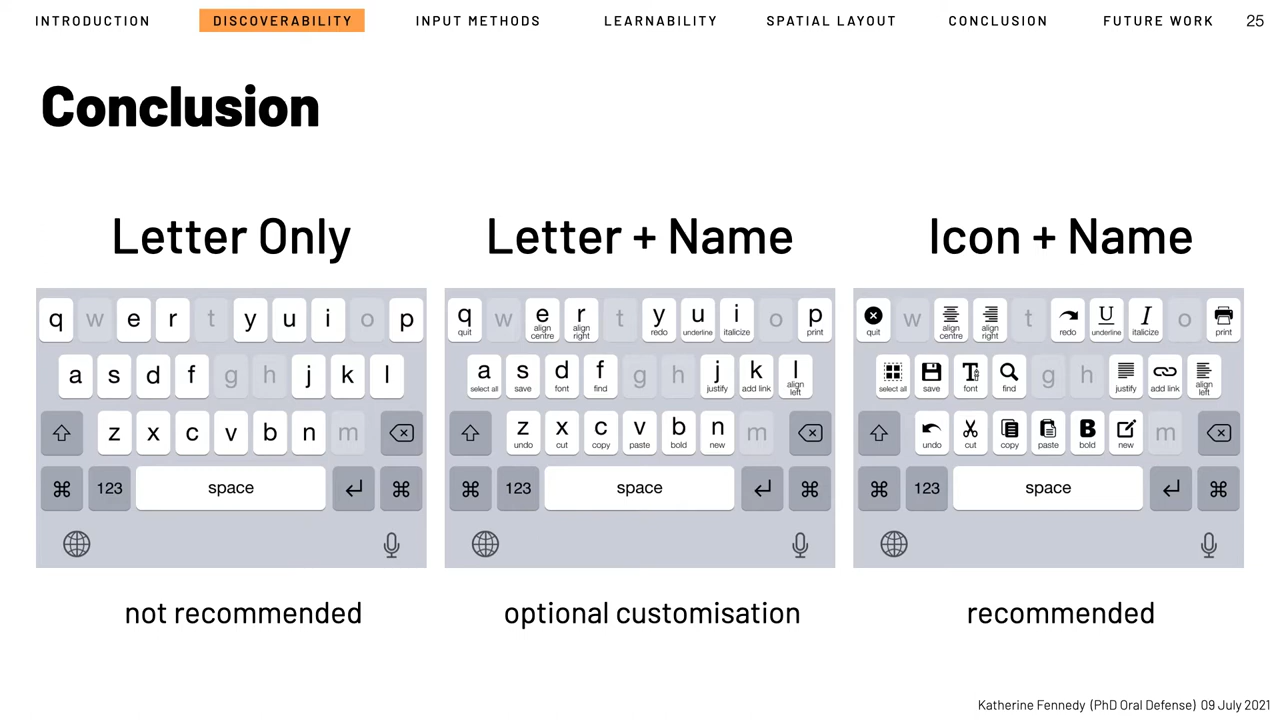 INTRODUCTION DISCOVERABILITY INPUT METHODS LEARNABILITY SPATIAL LAYOUT CONCLUSION FUTURE WORK 25
Conclusion
Letter Only
q w e r t y u i o p
a s d f g h j k l
z x c v b n m
⌘ 123 space ⌘
not recommended
Letter + Name
q w e r t y u i o p
quit align centre align right redo underline italicize print
a s d f g h j k l
select all save font find justify add link align left
z x c v b n m
undo cut copy paste bold new
⌘ 123 space ⌘
optional customisation
Icon + Name
w t U I o
quit align centre align right redo underline italicize print
T g h
select all save font find justify add link align left
B m
undo cut copy paste bold new
⌘ 123 space ⌘
recommended
Katherine Fennedy (PhD Oral Defense) 09 July 2021